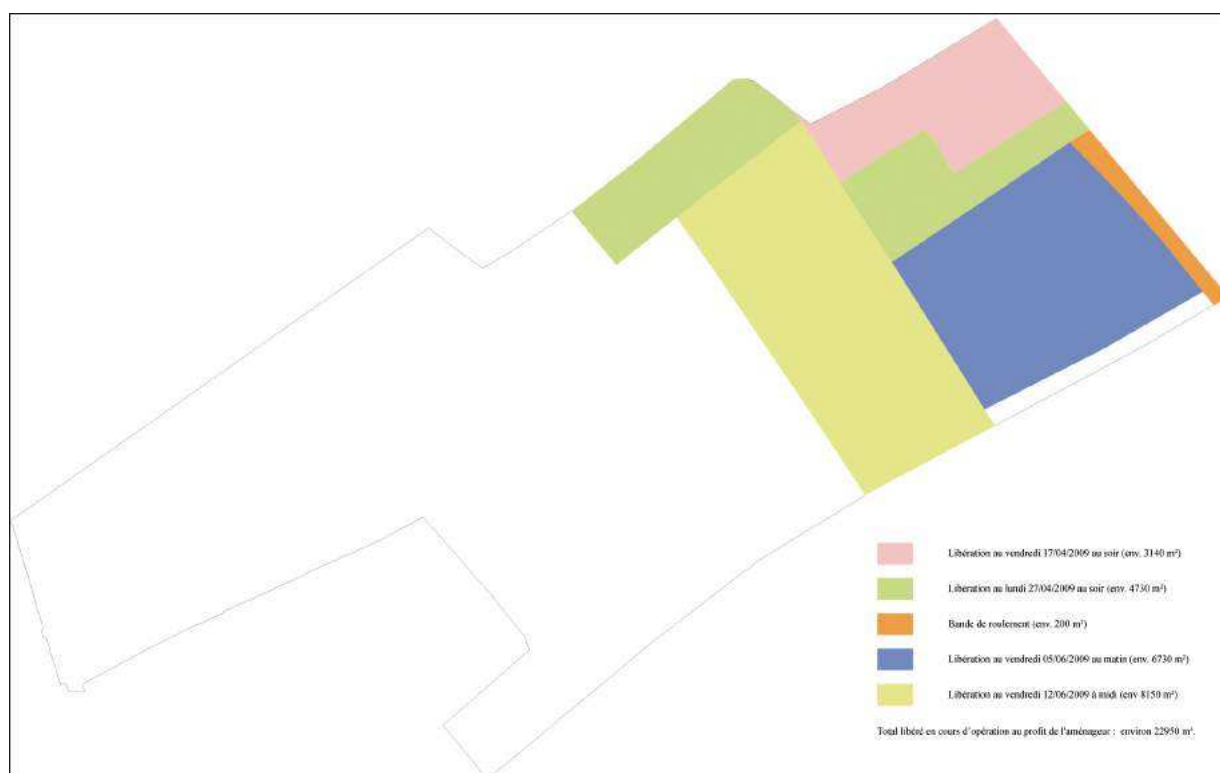 Libération au vendredi 17/04/2009 au soir (env. 3140 m²)
Libération au lundi 27/04/2009 au soir (env. 4730 m²)
Bande de roulement (env. 200 m²)
Libération au vendredi 05/06/2009 au matin (env. 6730 m²)
Libération au vendredi 12/06/2009 à midi (env 8150 m²)
Total libéré en cours d'opération au profit de l'aménageur : environ 22950 m².